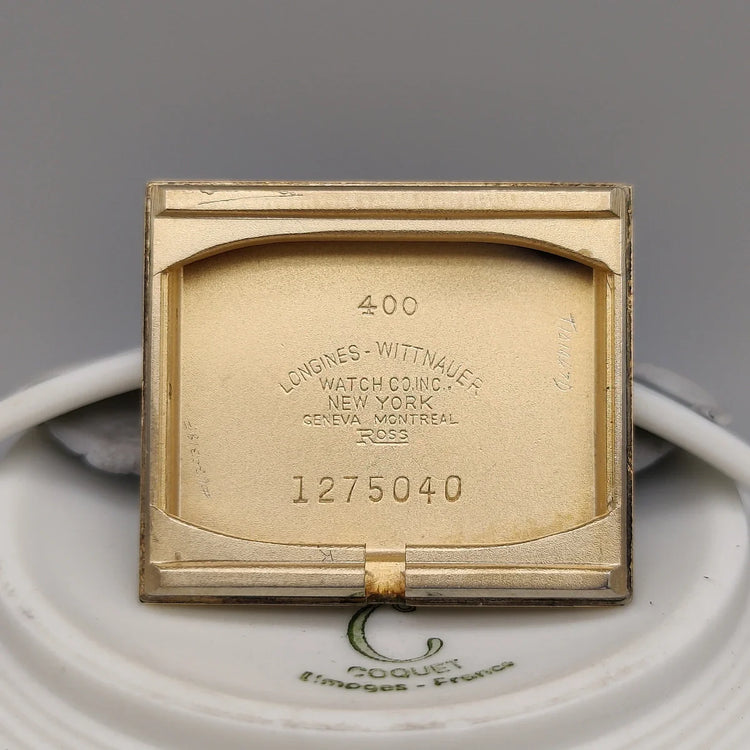 400
LONGINES-WITTNAUER
WATCH CO.INC.
NEW YORK
GENEVA MONTREAL
ROSS
1275040
K
C
COQUET
Limoges - France